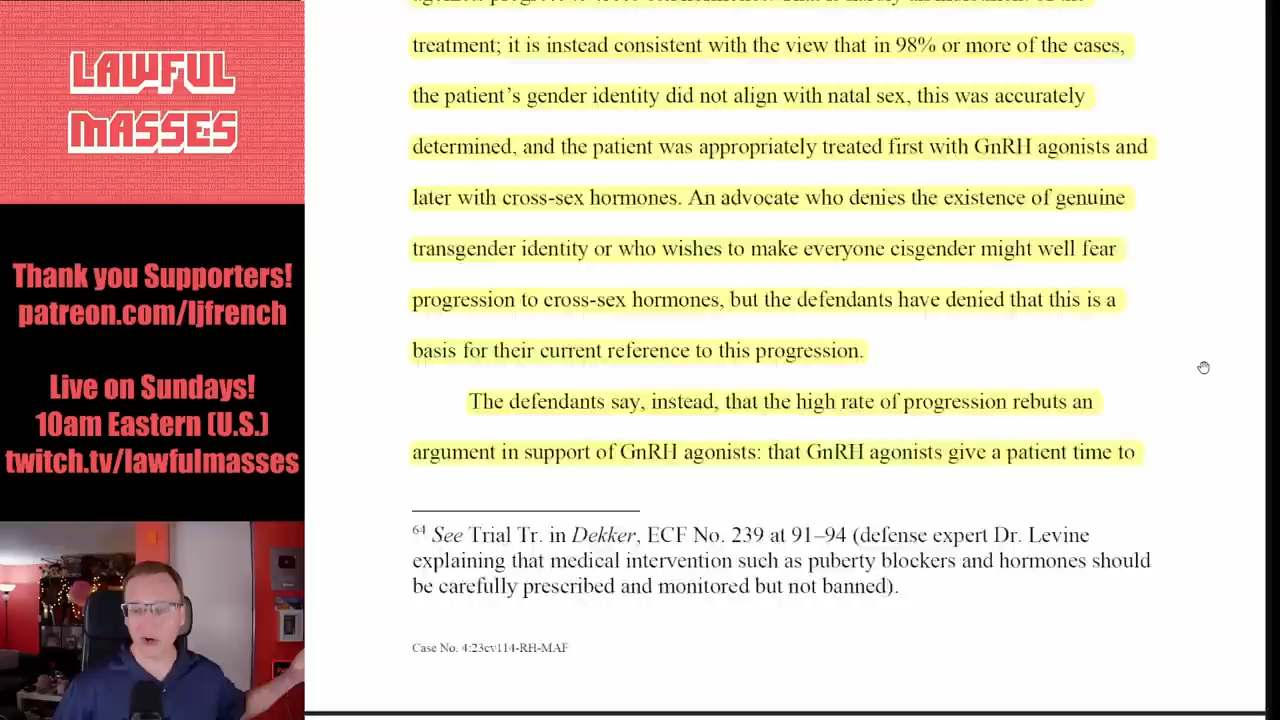 LAWFUL
MASSES
Thank you Supporters!
patreon.com/ljfrench
Live on Sundays!
10am Eastern (U.S.)
twitch.tv/lawfulmasses
treatment; it is instead consistent with the view that in 98% or more of the cases,
the patient’s gender identity did not align with natal sex, this was accurately
determined, and the patient was appropriately treated first with GnRH agonists and
later with cross-sex hormones. An advocate who denies the existence of genuine
transgender identity or who wishes to make everyone cisgender might well fear
progression to cross-sex hormones, but the defendants have denied that this is a
basis for their current reference to this progression.
The defendants say, instead, that the high rate of progression rebuts an
argument in support of GnRH agonists: that GnRH agonists give a patient time to
64 See Trial Tr. in Dekker, ECF No. 239 at 91–94 (defense expert Dr. Levine
explaining that medical intervention such as puberty blockers and hormones should
be carefully prescribed and monitored but not banned).
Case No. 4:23cv114-RH-MAF